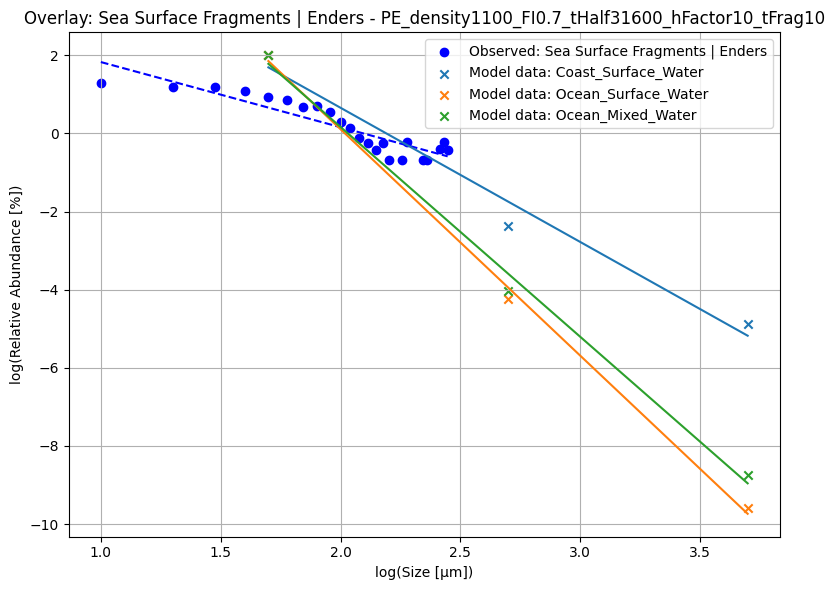 Overlay: Sea Surface Fragments | Enders - PE_density1100_FI0.7_tHalf31600_hFactor10_tFrag10
Observed: Sea Surface Fragments | Enders
Model data: Coast_Surface_Water
Model data: Ocean_Surface_Water
Model data: Ocean_Mixed_Water
log(Relative Abundance [%])
2
0
−2
−4
−6
−8
−10
1.0
1.5
2.0
2.5
3.0
3.5
log(Size [μm])